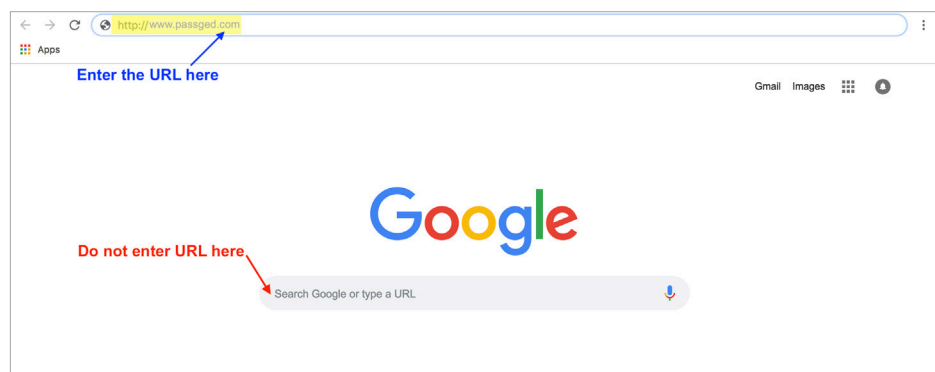 http://www.passged.com
Apps
Enter the URL here
Gmail Images
Google
Do not enter URL here
Search Google or type a URL